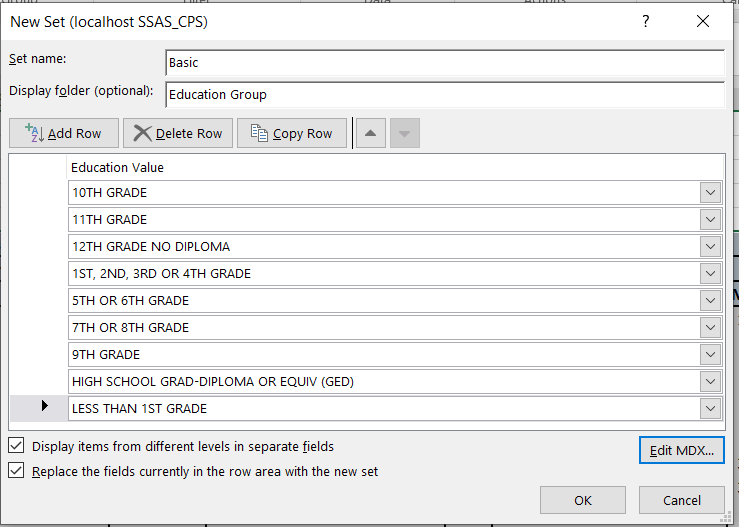 New Set (localhost SSAS_CPS)
Set name:
Basic
Display folder (optional):
Education Group
Add Row
Delete Row
Copy Row
Education Value
10TH GRADE
11TH GRADE
12TH GRADE NO DIPLOMA
1ST, 2ND, 3RD OR 4TH GRADE
5TH OR 6TH GRADE
7TH OR 8TH GRADE
9TH GRADE
HIGH SCHOOL GRAD-DIPLOMA OR EQUIV (GED)
LESS THAN 1ST GRADE
Display items from different levels in separate fields
Edit MDX...
Replace the fields currently in the row area with the new set
OK
Cancel